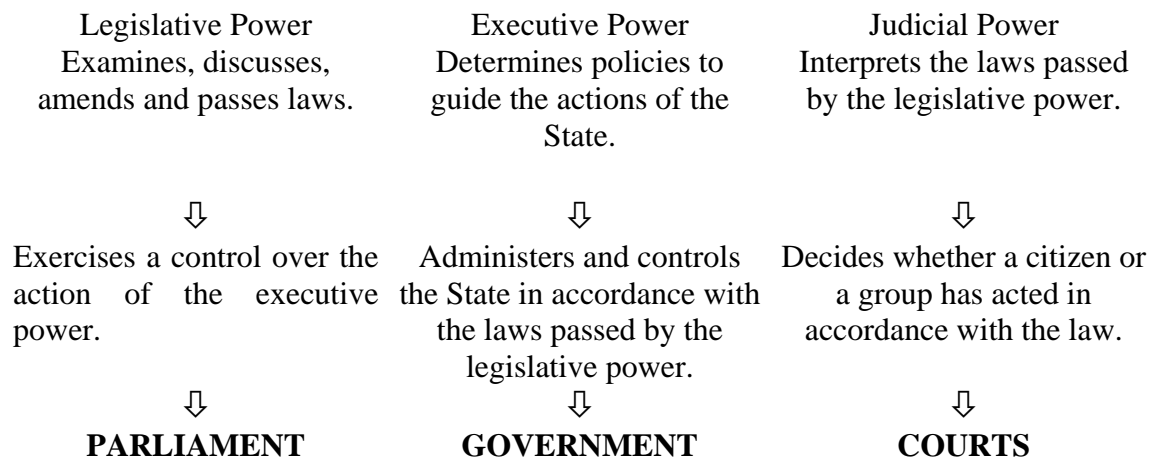 Legislative Power
Examines, discusses,
amends and passes laws.
Executive Power
Determines policies to
guide the actions of the
State.
Judicial Power
Interprets the laws passed
by the legislative power.
⇩
⇩
⇩
Exercises a control over the
action of the executive
power.
Administers and controls
the State in accordance with
the laws passed by the
legislative power.
Decides whether a citizen or
a group has acted in
accordance with the law.
⇩
⇩
⇩
PARLIAMENT
GOVERNMENT
COURTS